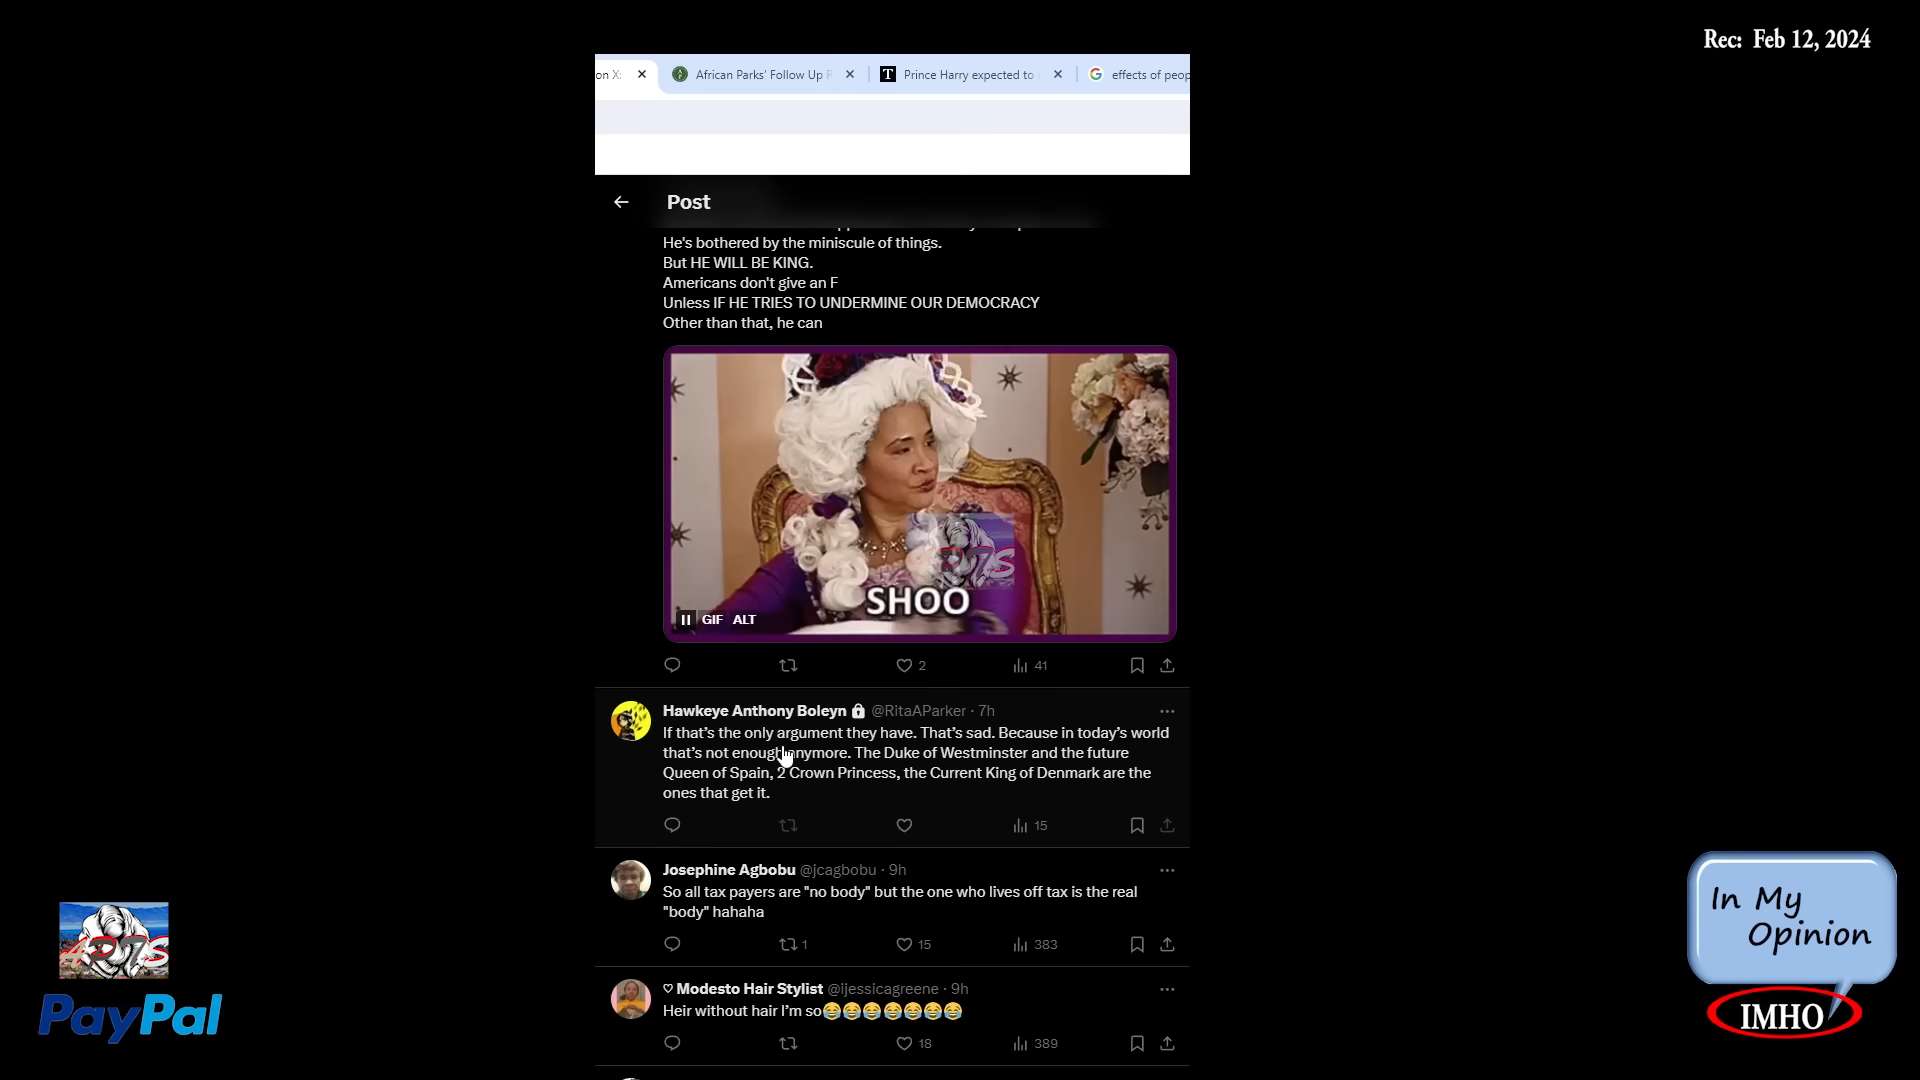 Rec: Feb 12, 2024
on X:
African Parks' Follow Up
Prince Harry expected to
effects of peop
Post
He's bothered by the miniscule of things.
But HE WILL BE KING.
Americans don't give an F
Unless IF HE TRIES TO UNDERMINE OUR DEMOCRACY
Other than that, he can
SHOO
GIF ALT
2
41
Hawkeye Anthony Boleyn @RitaAParker · 7h
If that's the only argument they have. That's sad. Because in today's world
that's not enough anymore. The Duke of Westminster and the future
Queen of Spain, 2 Crown Princess, the Current King of Denmark are the
ones that get it.
15
Josephine Agbobu @jcagbobu · 9h
So all tax payers are "no body" but the one who lives off tax is the real
"body" hahaha
1
15
383
♡ Modesto Hair Stylist @ijessicagreene · 9h
Heir without hair I'm so😂😂😂😂😂😂😂
18
389
PayPal
In My
Opinion
IMHO